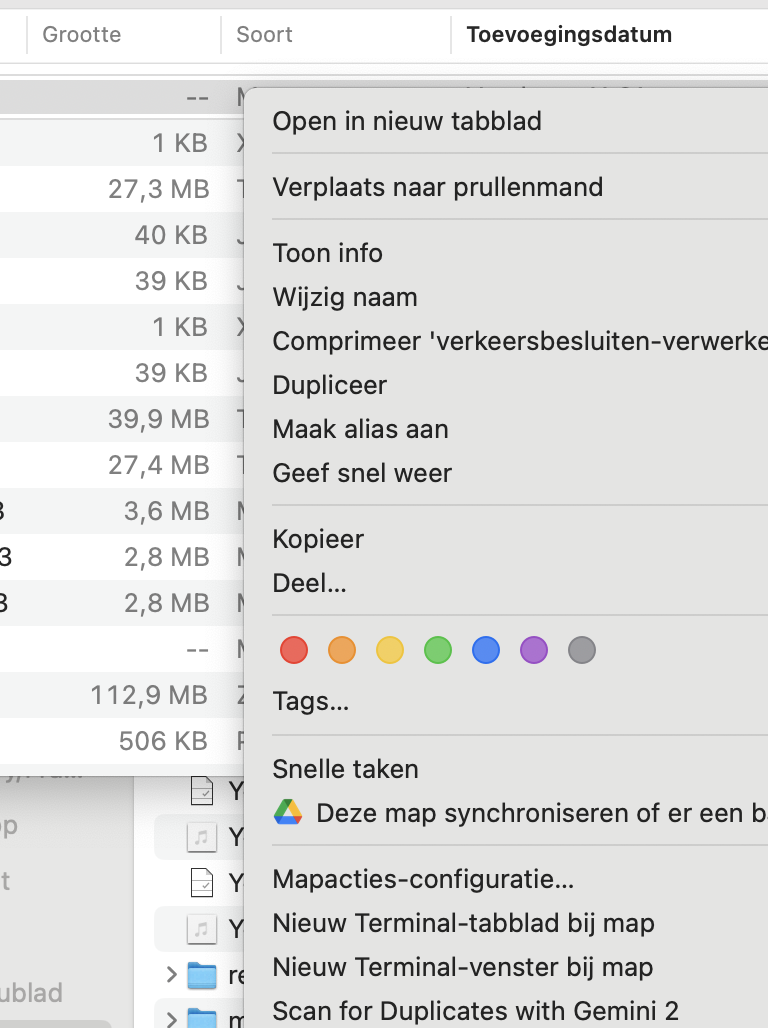 Grootte Soort Toevoegingsdatum
--
1 KB
27,3 MB
40 KB
39 KB
1 KB
39 KB
39,9 MB
27,4 MB
3,6 MB
3 2,8 MB
2,8 MB
--
112,9 MB
506 KB
Open in nieuw tabblad
Verplaats naar prullenmand
Toon info
Wijzig naam
Comprimeer 'verkeersbesluiten-verwerke
Dupliceer
Maak alias aan
Geef snel weer
Kopieer
Deel...
Tags...
Snelle taken
Deze map synchroniseren of er een b
Mapacties-configuratie...
Nieuw Terminal-tabblad bij map
Nieuw Terminal-venster bij map
Scan for Duplicates with Gemini 2
op
t
ublad
Y
Y
Y
Y
re
m